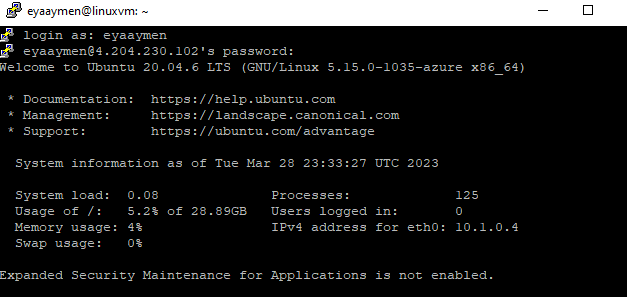 eyaaymen@linuxvm: ~
login as: eyaaymen
eyaaymen@4.204.230.102's password:
Welcome to Ubuntu 20.04.6 LTS (GNU/Linux 5.15.0-1035-azure x86_64)
* Documentation:  https://help.ubuntu.com
* Management:     https://landscape.canonical.com
* Support:        https://ubuntu.com/advantage
System information as of Tue Mar 28 23:33:27 UTC 2023
System load:  0.08              Processes:             125
Usage of /:   5.2% of 28.89GB   Users logged in:       0
Memory usage: 4%                IPv4 address for eth0: 10.1.0.4
Swap usage:   0%
Expanded Security Maintenance for Applications is not enabled.